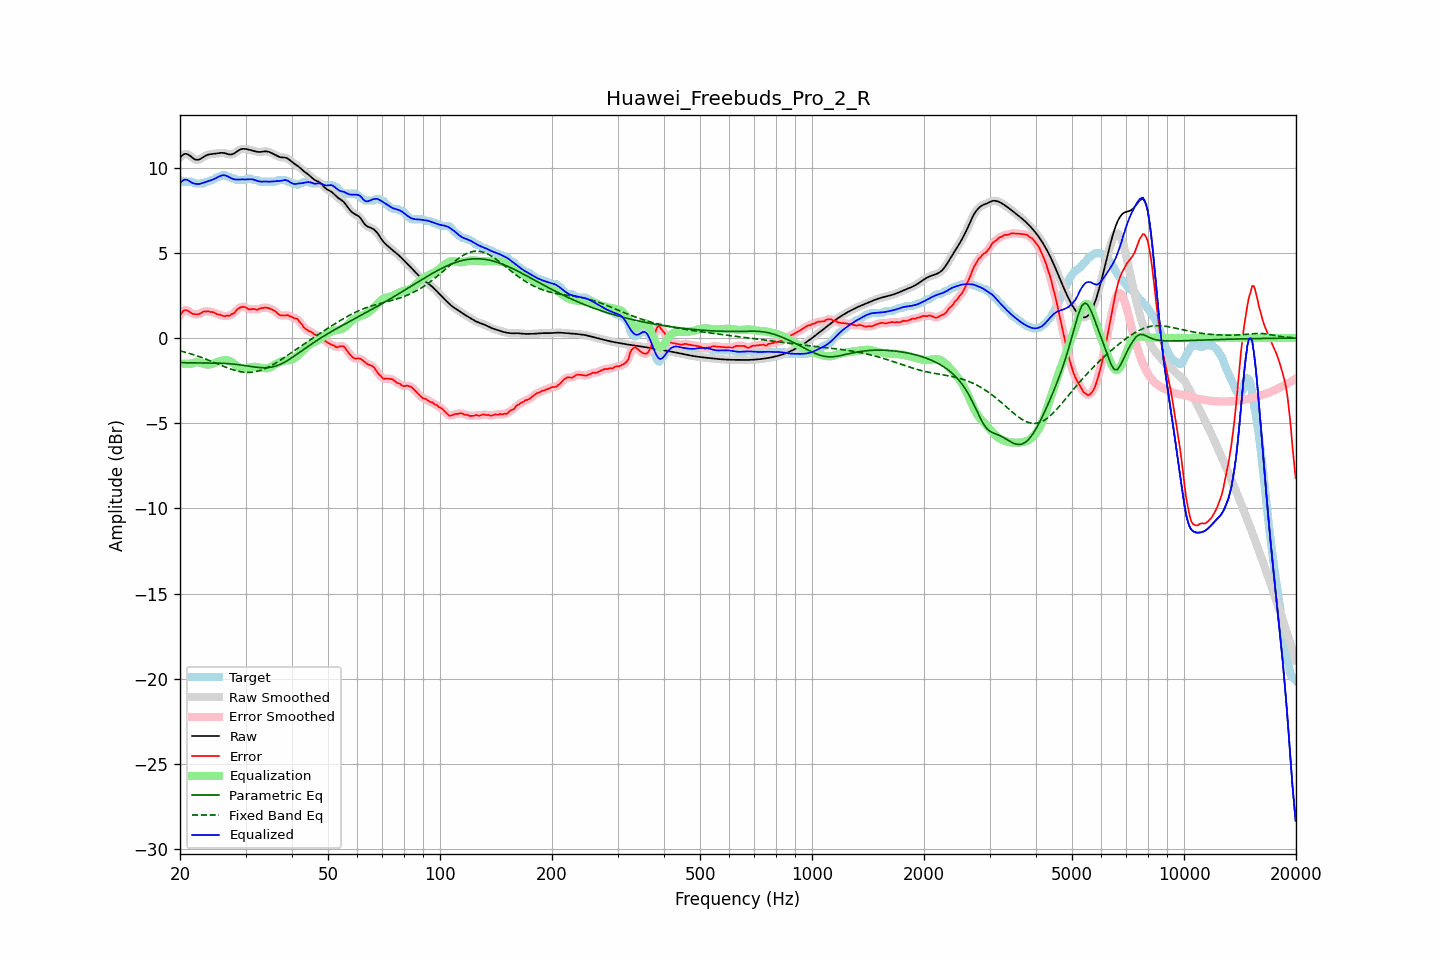 Huawei_Freebuds_Pro_2_R
10
5
0
−5
−10
−15
−20
−25
−30
Amplitude (dBr)
Target
Raw Smoothed
Error Smoothed
Raw
Error
Equalization
Parametric Eq
Fixed Band Eq
Equalized
20 50 100 200 500 1000 2000 5000 10000 20000
Frequency (Hz)